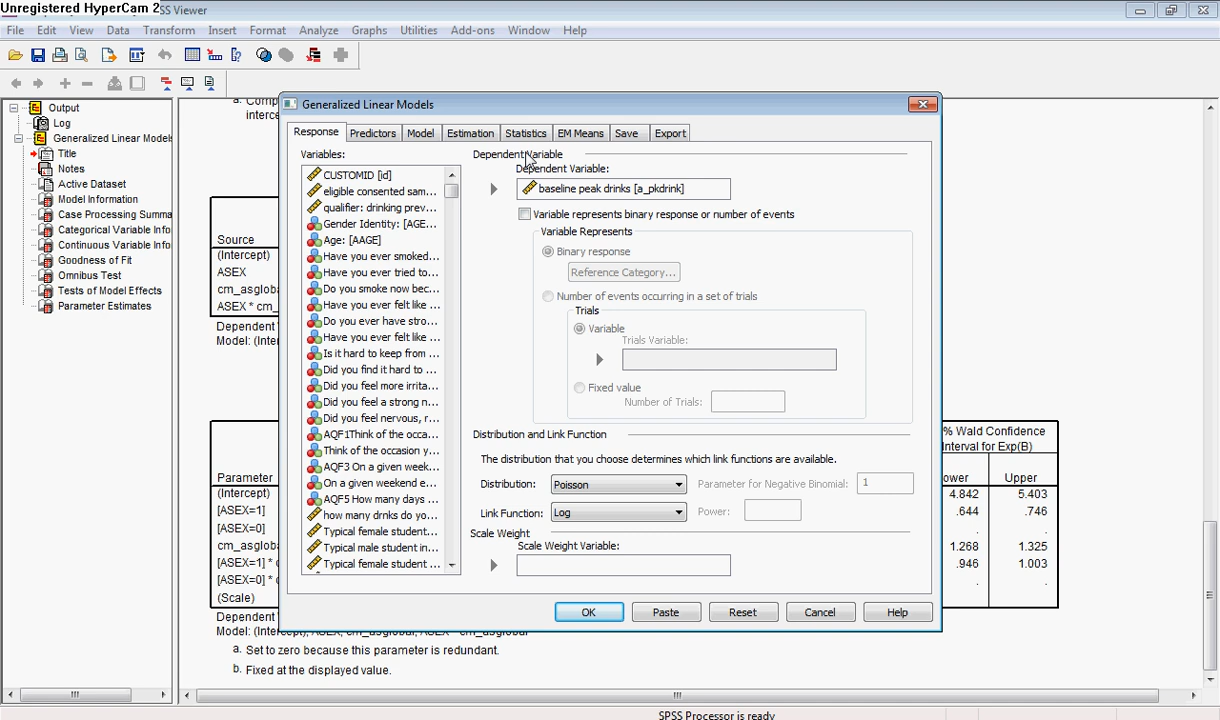 Unregistered HyperCam 2 SS Viewer
File Edit View Data Transform Insert Format Analyze Graphs Utilities Add-ons Window Help
Output
Log
Generalized Linear Models
Title
Notes
Active Dataset
Model Information
Case Processing Summa
Categorical Variable Info
Continuous Variable Info
Goodness of Fit
Omnibus Test
Tests of Model Effects
Parameter Estimates
a. Comp
interce
Source
(Intercept)
ASEX
cm_asglob
ASEX * cm_
Dependent
Model: (Inter
Generalized Linear Models
Response Predictors Model Estimation Statistics EM Means Save Export
Variables:
CUSTOMID [id]
eligible consented sam...
qualifier: drinking prev...
Gender Identity: [AGE...
Age: [AAGE]
Have you ever smoked...
Have you ever tried to...
Do you smoke now bec...
Have you ever felt like ...
Do you ever have stro...
Have you ever felt like ...
Is it hard to keep from ...
Did you find it hard to ...
Did you feel more irrita...
Did you feel a strong n...
Did you feel nervous, r...
AQF1Think of the occa...
Think of the occasion y...
AQF3 On a given week...
On a given weekend e...
AQF5 How many days ...
how many drnks do yo...
Typical female student...
Typical male student in...
Typical female student ...
Dependent Variable
Dependent Variable:
baseline peak drinks [a_pkdrink]
Variable represents binary response or number of events
Variable Represents
Binary response
Reference Category...
Number of events occurring in a set of trials
Trials
Variable
Trials Variable:
Fixed value
Number of Trials:
Distribution and Link Function
The distribution that you choose determines which link functions are available.
Distribution: Poisson Parameter for Negative Binomial: 1
Link Function: Log Power:
Scale Weight
Scale Weight Variable:
OK Paste Reset Cancel Help
% Wald Confidence
Interval for Exp(B)
Parameter ower Upper
(Intercept) 4.842 5.403
[ASEX=1] .644 .746
[ASEX=0] . .
cm_asgloba 1.268 1.325
[ASEX=1] * c .946 1.003
[ASEX=0] * c . .
(Scale)
Dependent
Model: (Intercept), ASEX, cm_asglobal, ASEX * cm_asglobal
a. Set to zero because this parameter is redundant.
b. Fixed at the displayed value.
SPSS Processor is ready